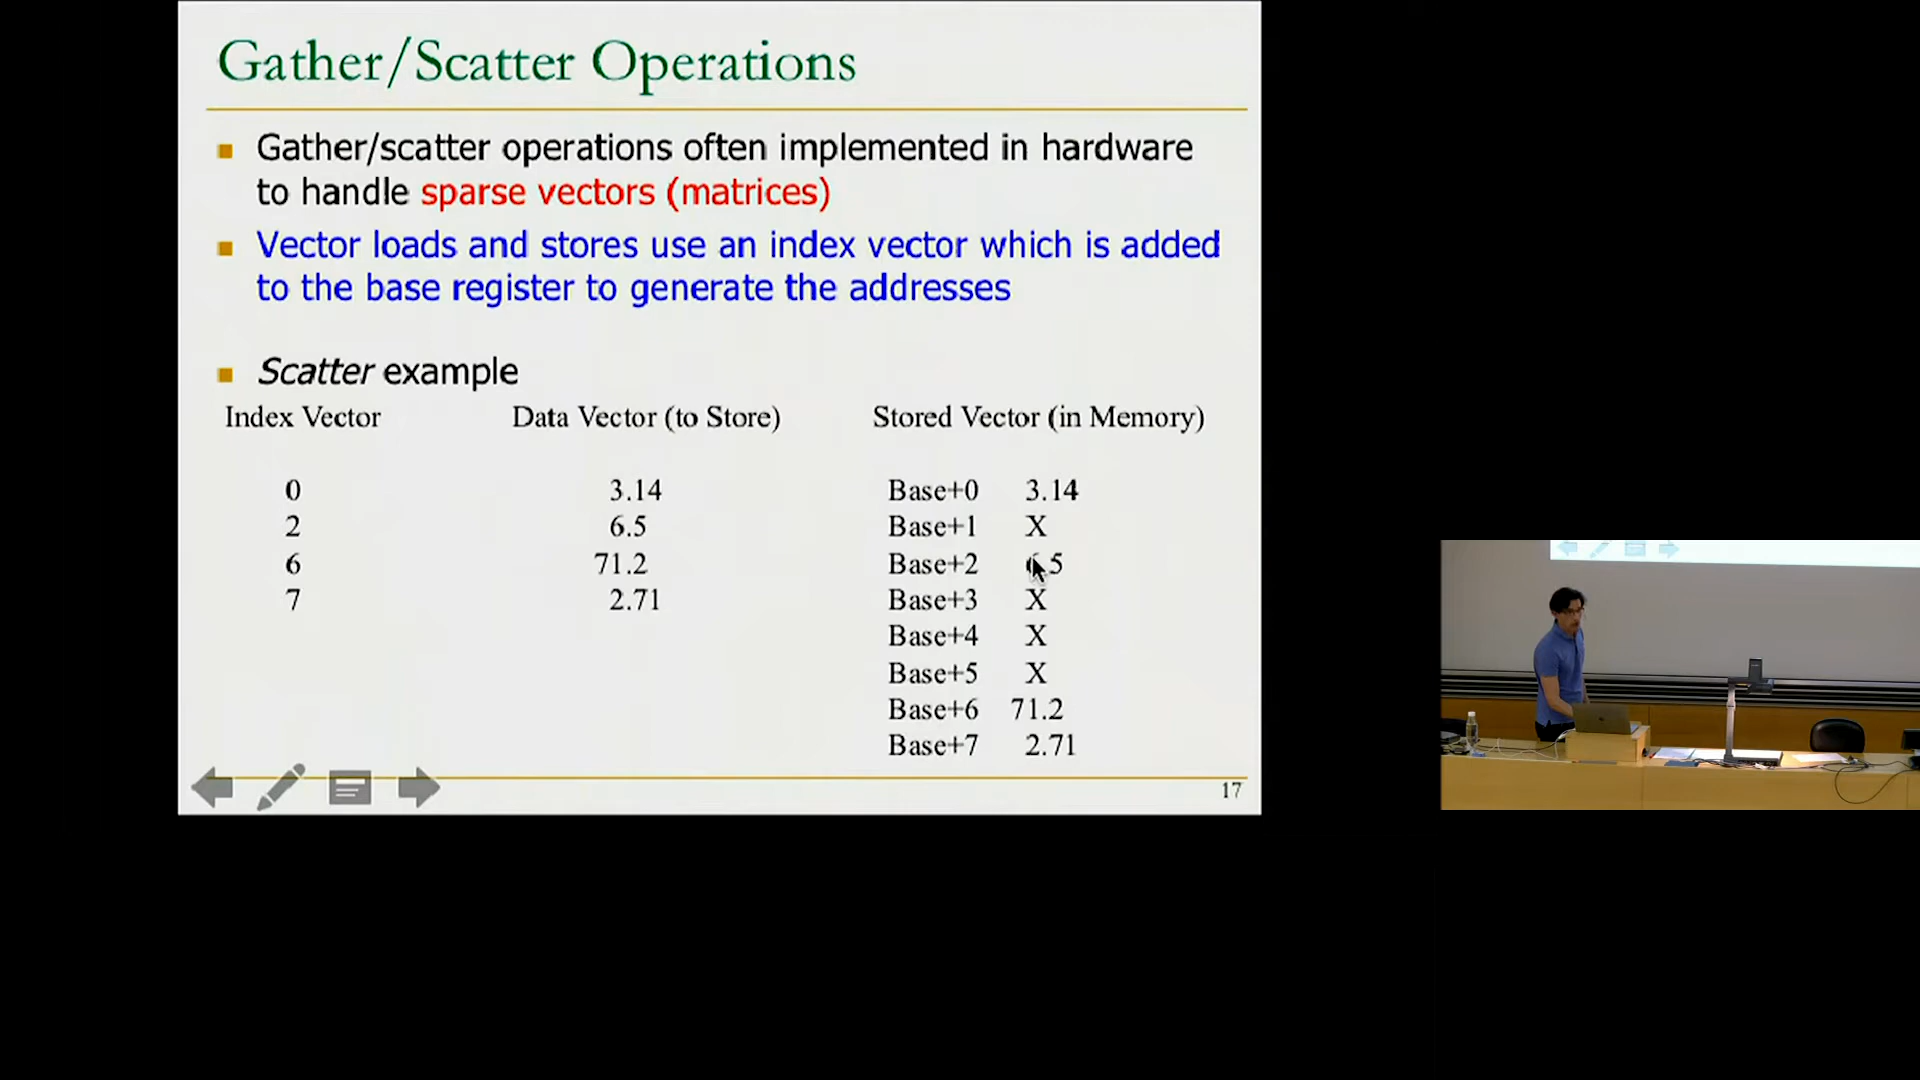 Gather/Scatter Operations
Gather/scatter operations often implemented in hardware
to handle sparse vectors (matrices)
Vector loads and stores use an index vector which is added
to the base register to generate the addresses
Scatter example
Index Vector Data Vector (to Store) Stored Vector (in Memory)
0 3.14 Base+0 3.14
2 6.5 Base+1 X
6 71.2 Base+2 6.5
7 2.71 Base+3 X
Base+4 X
Base+5 X
Base+6 71.2
Base+7 2.71
17